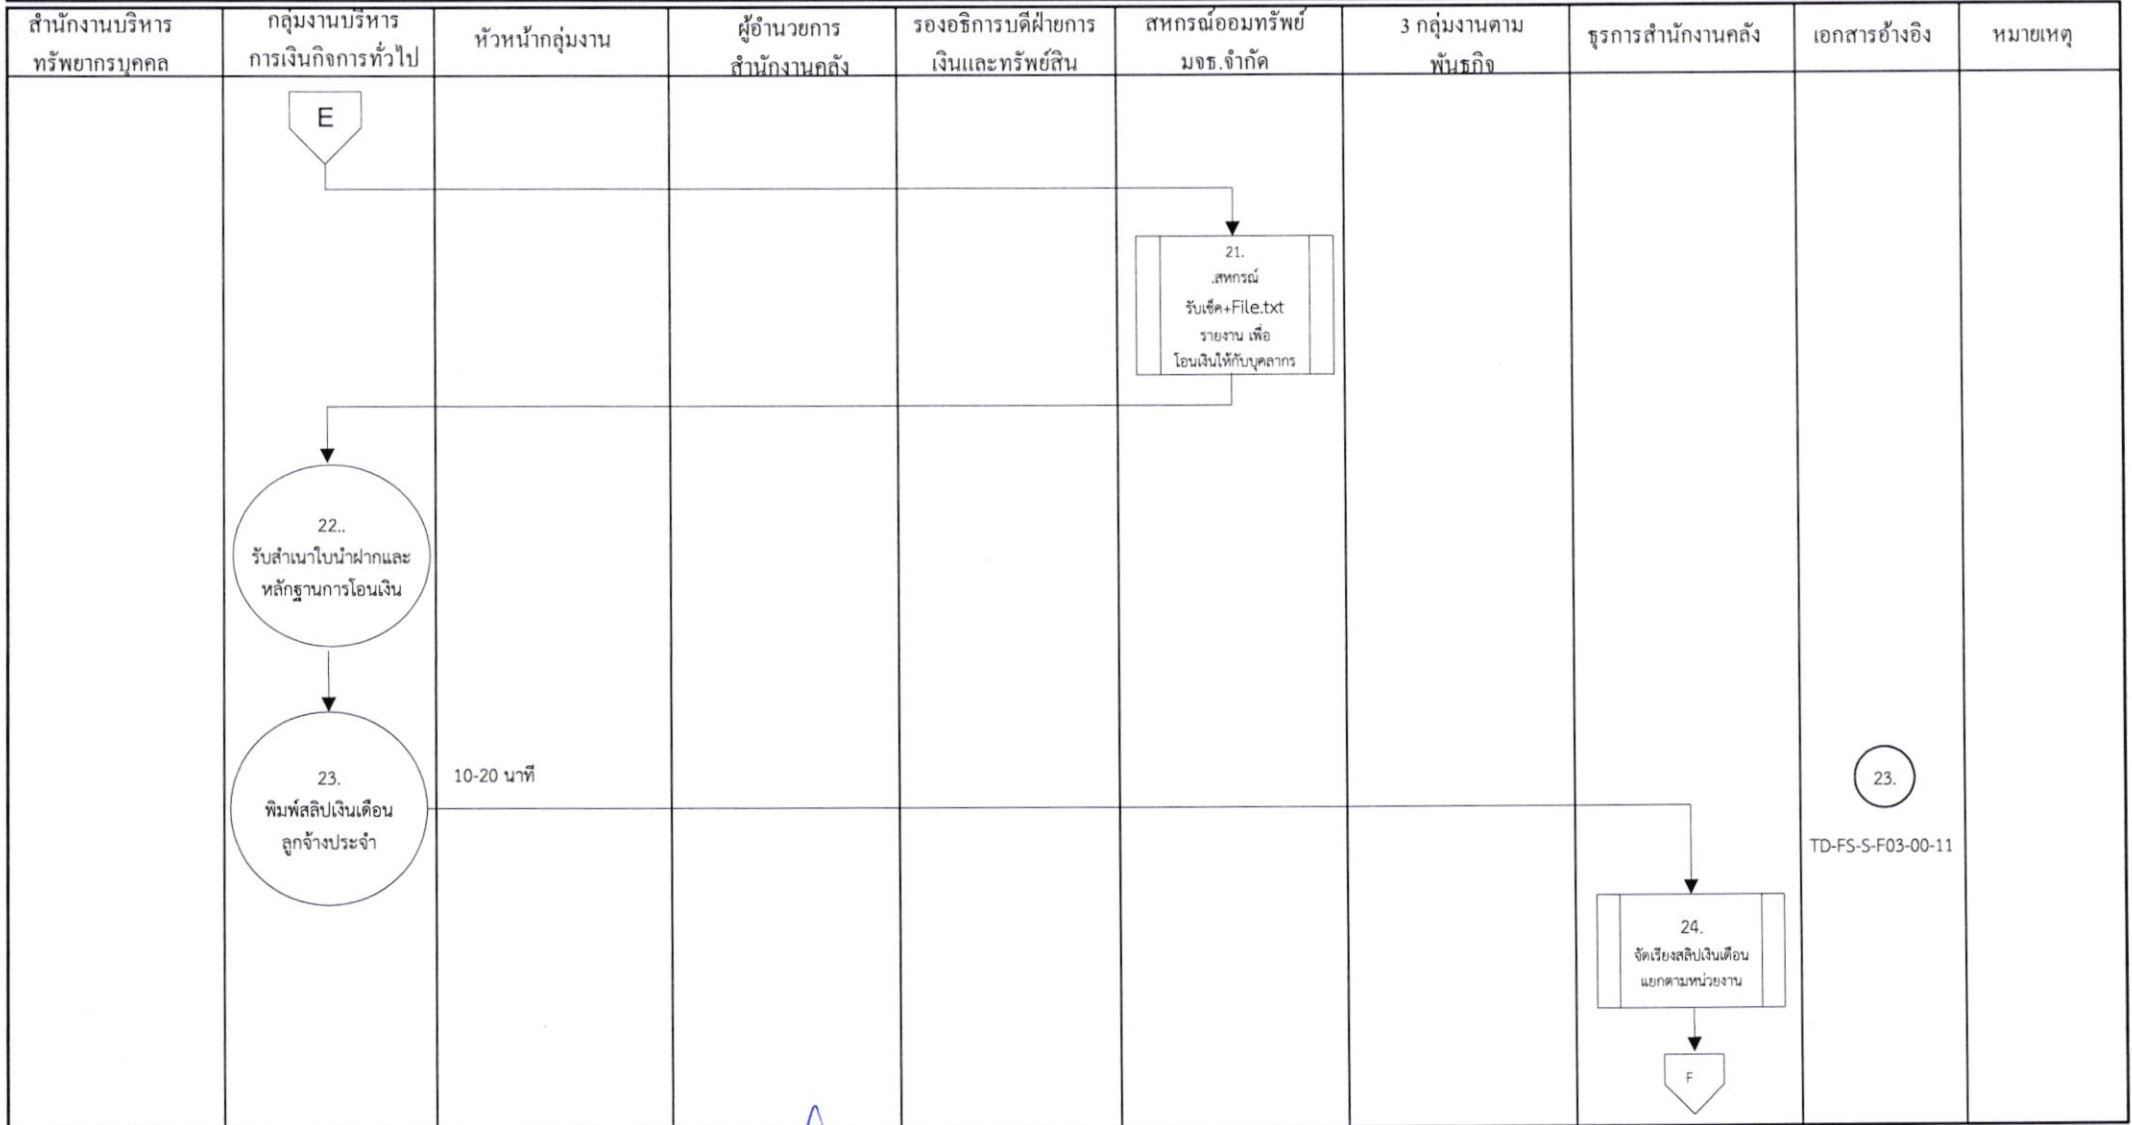 สำนักงานบริหาร
ทรัพยากรบุคคล
กลุ่มงานบริหาร
การเงินกิจการทั่วไป
หัวหน้ากลุ่มงาน
ผู้อำนวยการ
สำนักงานคลัง
รองอธิการบดีฝ่ายการ
เงินและทรัพย์สิน
สหกรณ์ออมทรัพย์
มจธ.จำกัด
3 กลุ่มงานตาม
พันธกิจ
ธุรการสำนักงานคลัง
เอกสารอ้างอิง
หมายเหตุ
E
21.
.สหกรณ์
รับเช็ค+File.txt
รายงาน เพื่อ
โอนเงินให้กับบุคลากร
22..
รับสำเนาใบนำฝากและ
หลักฐานการโอนเงิน
23.
พิมพ์สลิปเงินเดือน
ลูกจ้างประจำ
10-20 นาที
23.
TD-FS-S-F03-00-11
24.
จัดเรียงสลิปเงินเดือน
แยกตามหน่วยงาน
F